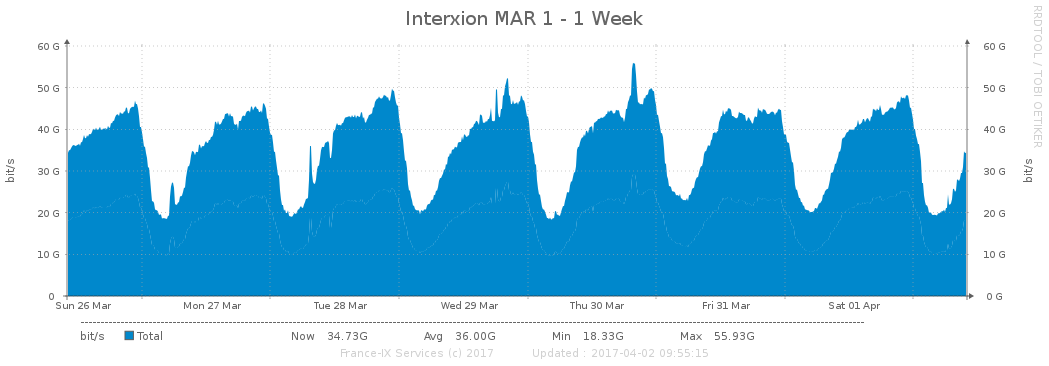 Interxion MAR 1 - 1 Week
RRDTOOL / TOBI OETIKER
60 G 60 G
50 G 50 G
40 G 40 G
30 G 30 G
20 G 20 G
10 G 10 G
0 0 G
bit/s
bit/s
Sun 26 Mar Mon 27 Mar Tue 28 Mar Wed 29 Mar Thu 30 Mar Fri 31 Mar Sat 01 Apr
bit/s Total Now 34.73G Avg 36.00G Min 18.33G Max 55.93G
France-IX Services (c) 2017 Updated : 2017-04-02 09:55:15